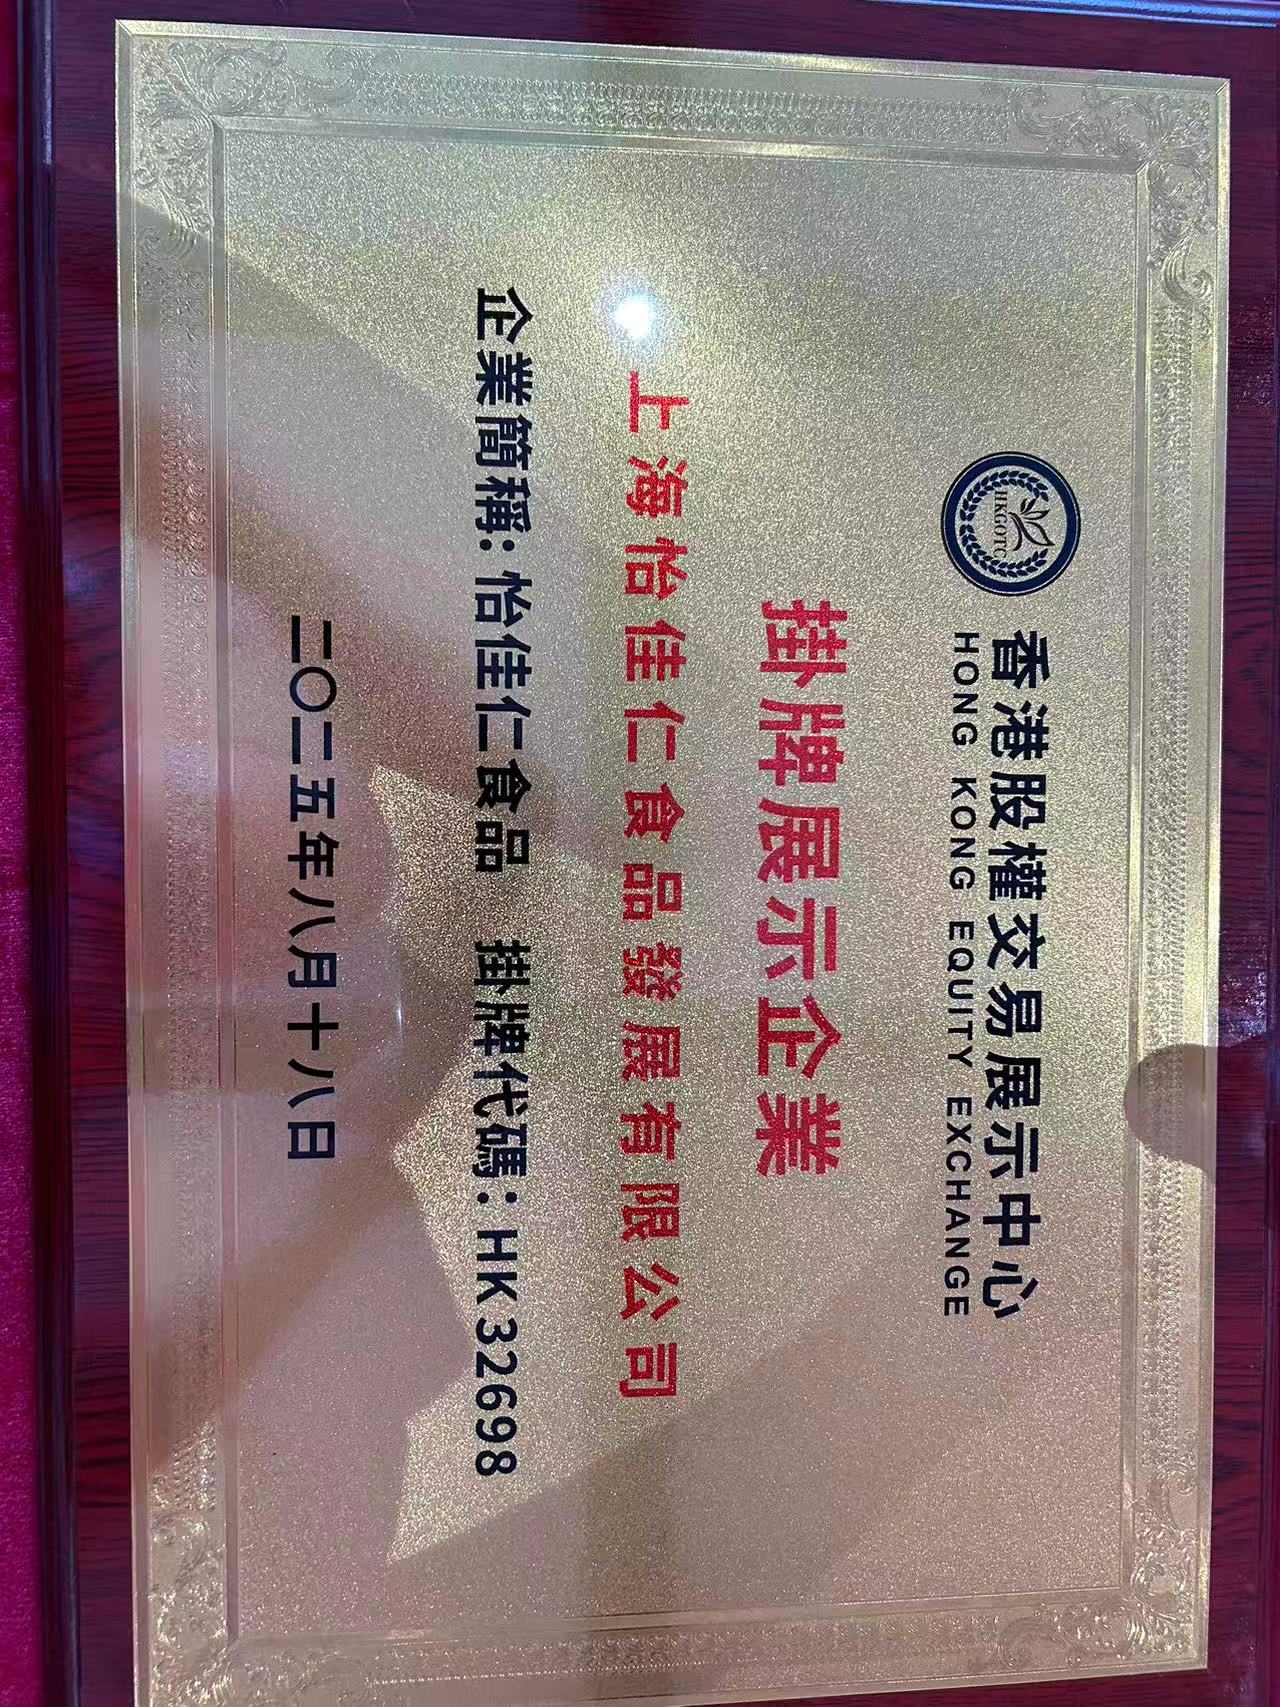 HKGOTC
香港股權交易展示中心
HONG KONG EQUITY EXCHANGE
掛牌展示企業
上海怡佳仁食品發展有限公司
企業簡稱：怡佳仁食品 掛牌代碼：HK32698
二〇二五年八月十八日